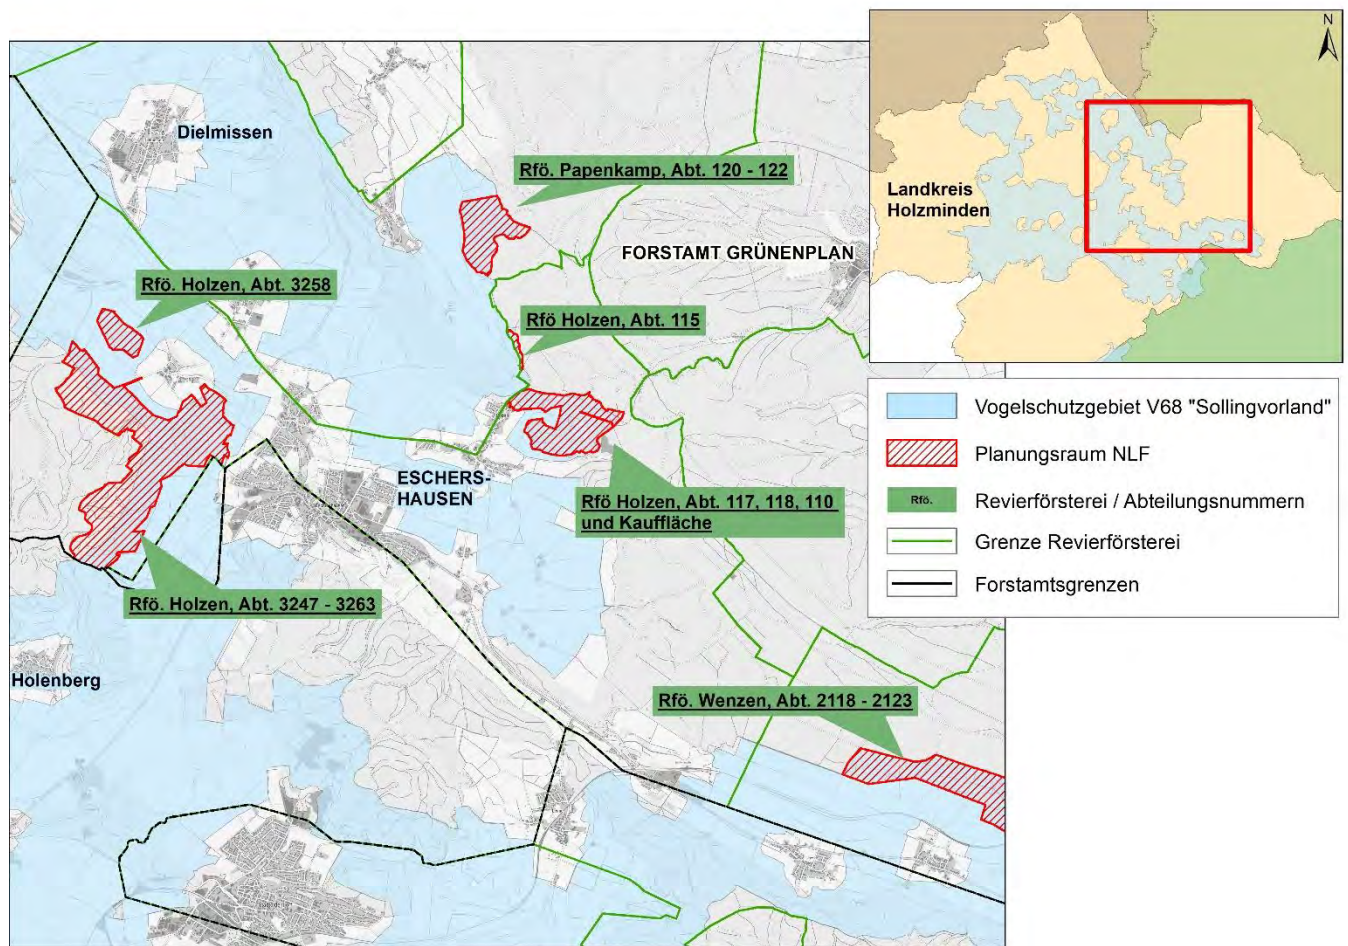 N
Landkreis
Holzminden
Dielmissen
Rfö. Papenkamp, Abt. 120 - 122
FORSTAMT GRÜNENPLAN
Rfö. Holzen, Abt. 3258
Rfö Holzen, Abt. 115
ESCHERS-
HAUSEN
Rfö Holzen, Abt. 117, 118, 110
und Kauffläche
Rfö. Holzen, Abt. 3247 - 3263
Holenberg
Rfö. Wenzen, Abt. 2118 - 2123
Vogelschutzgebiet V68 "Sollingvorland"
Planungsraum NLF
Rfö.
Revierförsterei / Abteilungsnummern
Grenze Revierförsterei
Forstamtsgrenzen